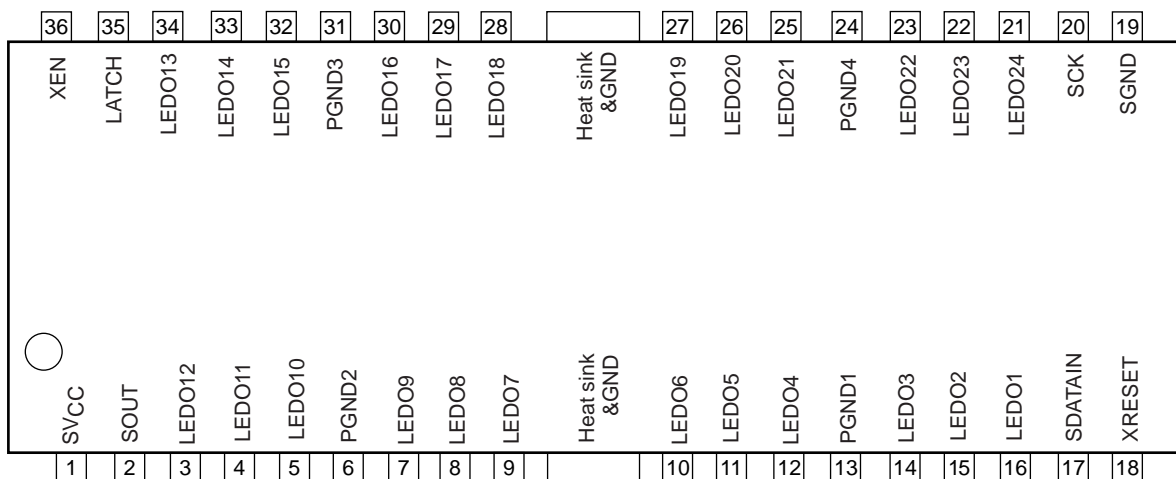 36 35 34 33 32 31 30 29 28 27 26 25 24 23 22 21 20 19
XEN
LATCH
LEDO13
LEDO14
LEDO15
PGND3
LEDO16
LEDO17
LEDO18
Heat sink
&GND
LEDO19
LEDO20
LEDO21
PGND4
LEDO22
LEDO23
LEDO24
SCK
SGND
SVCC
SOUT
LEDO12
LEDO11
LEDO10
PGND2
LEDO9
LEDO8
LEDO7
Heat sink
&GND
LEDO6
LEDO5
LEDO4
PGND1
LEDO3
LEDO2
LEDO1
SDATAIN
XRESET
1 2 3 4 5 6 7 8 9 10 11 12 13 14 15 16 17 18